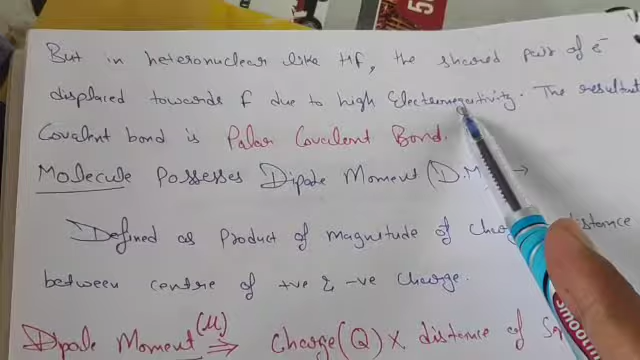 But in heteronuclear like HF, the shared pair of e-
displaced towards F due to high Electronegativity. The resultant
Covalent bond is Polar Covalent Bond.
Molecule Possesses Dipole Moment (D.M →
Defined as product of magnitude of distance
between centre of +ve & -ve Charge.
Dipole Moment (μ) ⇒ Charge (Q) × distance of
Smooth